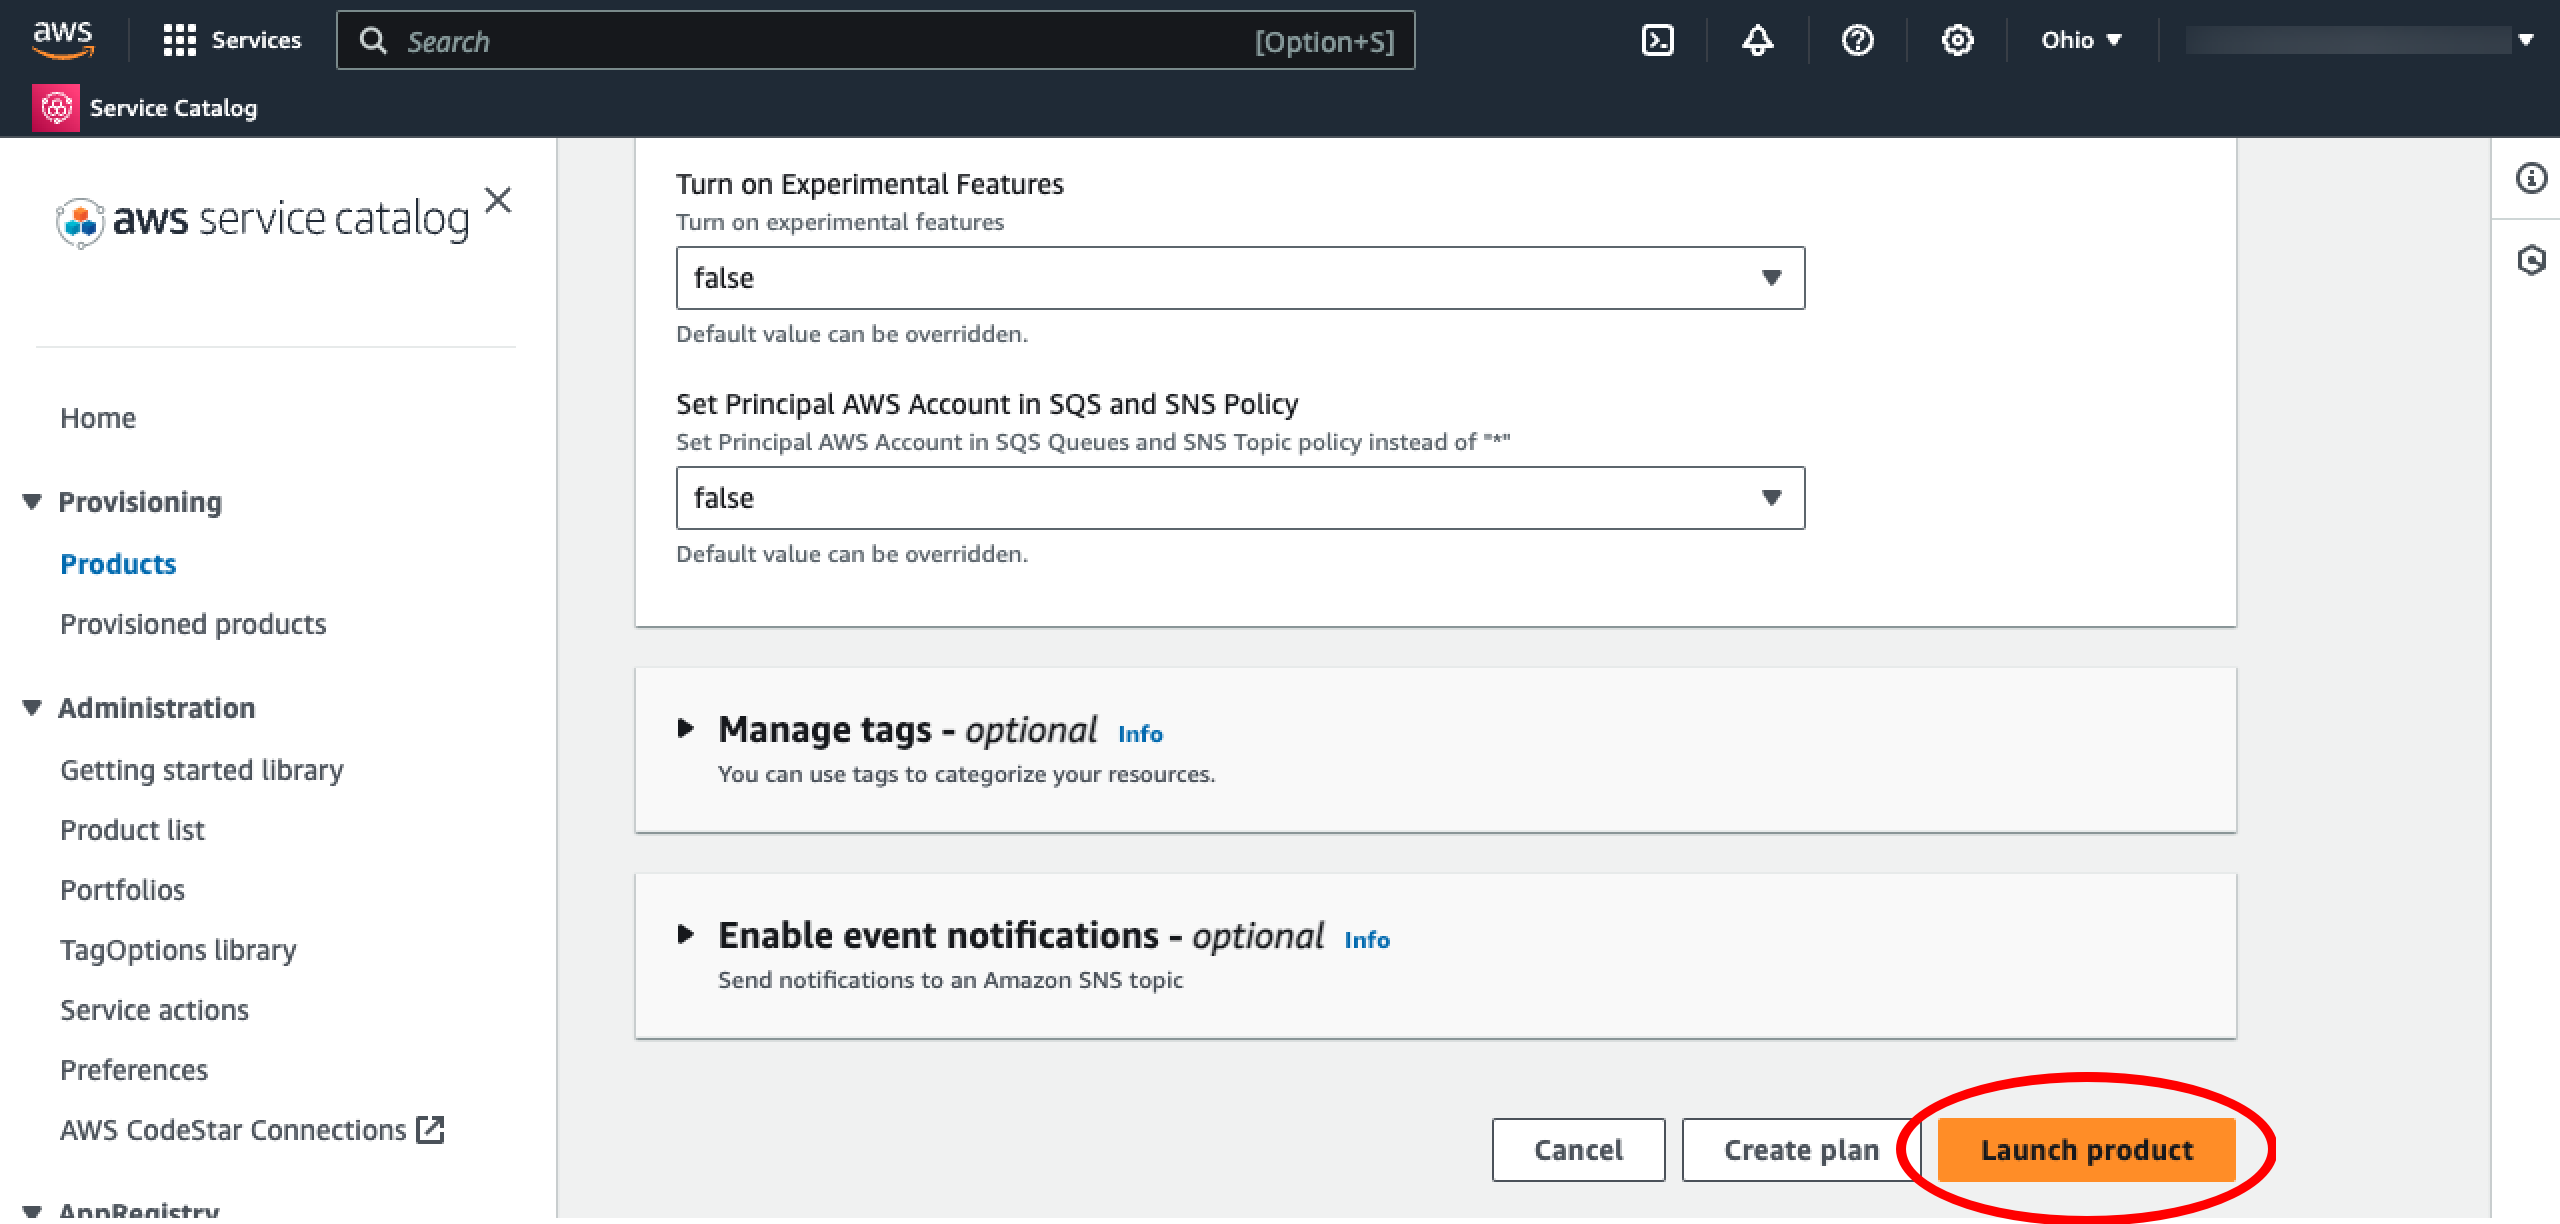 aws
Services
Search
[Option+S]
Ohio
Service Catalog
aws service catalog
Home
Provisioning
Products
Provisioned products
Administration
Getting started library
Product list
Portfolios
TagOptions library
Service actions
Preferences
AWS CodeStar Connections
AppRegistry
Turn on Experimental Features
Turn on experimental features
false
Default value can be overridden.
Set Principal AWS Account in SQS and SNS Policy
Set Principal AWS Account in SQS Queues and SNS Topic policy instead of "*"
false
Default value can be overridden.
Manage tags - optional Info
You can use tags to categorize your resources.
Enable event notifications - optional Info
Send notifications to an Amazon SNS topic
Cancel
Create plan
Launch product